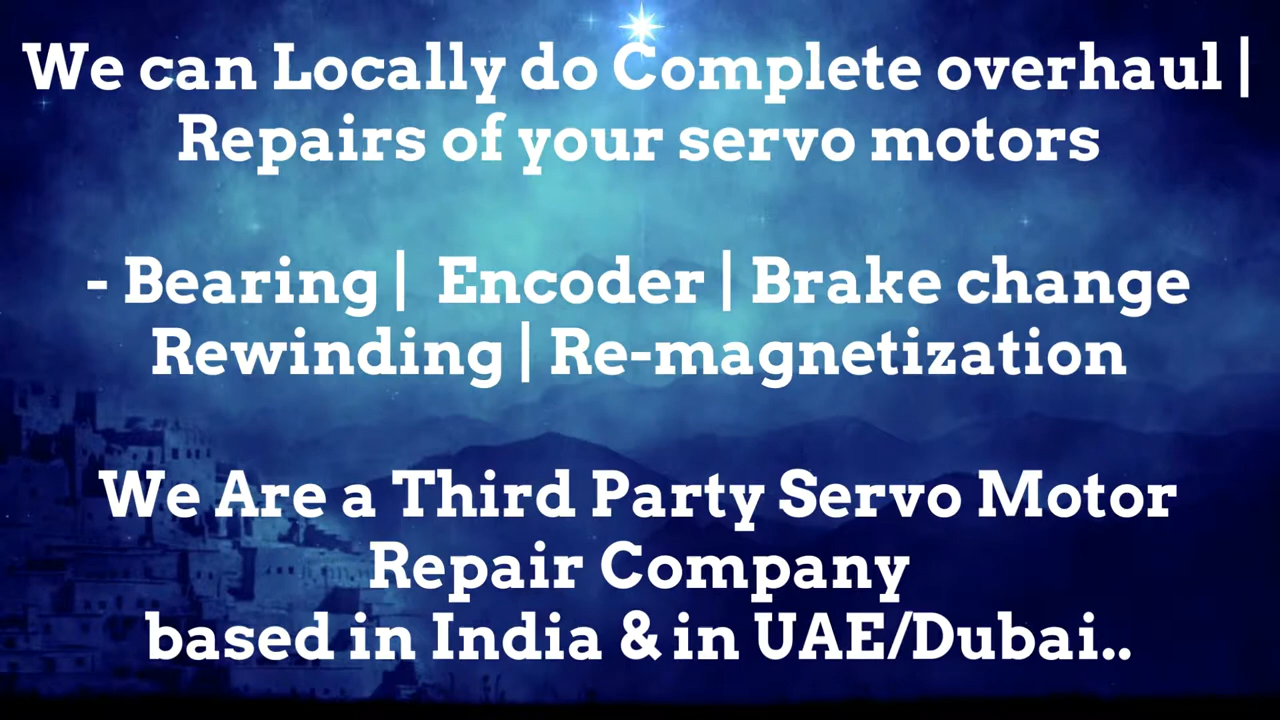 We can Locally do Complete overhaul |
Repairs of your servo motors
- Bearing |  Encoder | Brake change
Rewinding | Re-magnetization
We Are a Third Party Servo Motor
Repair Company
based in India & in UAE/Dubai..